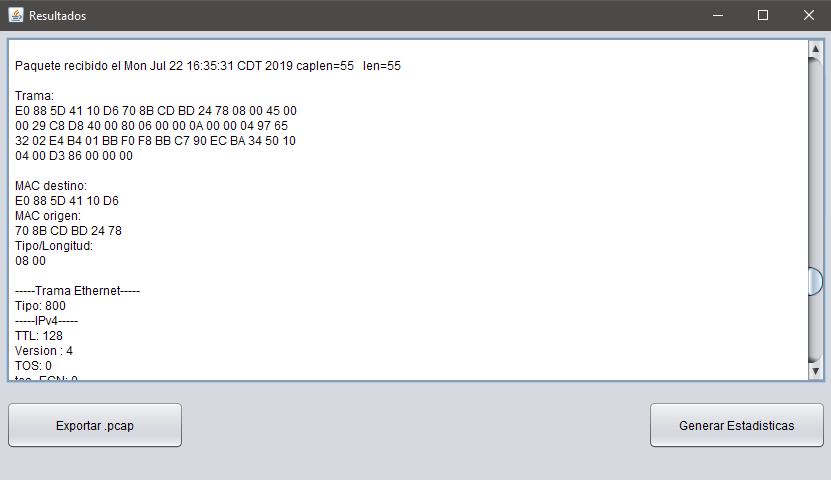 Resultados
Paquete recibido el Mon Jul 22 16:35:31 CDT 2019 caplen=55 len=55
Trama:
E0 88 5D 41 10 D6 70 8B CD BD 24 78 08 00 45 00
00 29 C8 D8 40 00 80 06 00 00 0A 00 00 04 97 65
32 02 E4 B4 01 BB F0 F8 BB C7 90 EC BA 34 50 10
04 00 D3 86 00 00 00
MAC destino:
E0 88 5D 41 10 D6
MAC origen:
70 8B CD BD 24 78
Tipo/Longitud:
08 00
-----Trama Ethernet-----
Tipo: 800
-----IPv4-----
TTL: 128
Version : 4
TOS: 0
tos_ECN: 0
Exportar .pcap
Generar Estadisticas